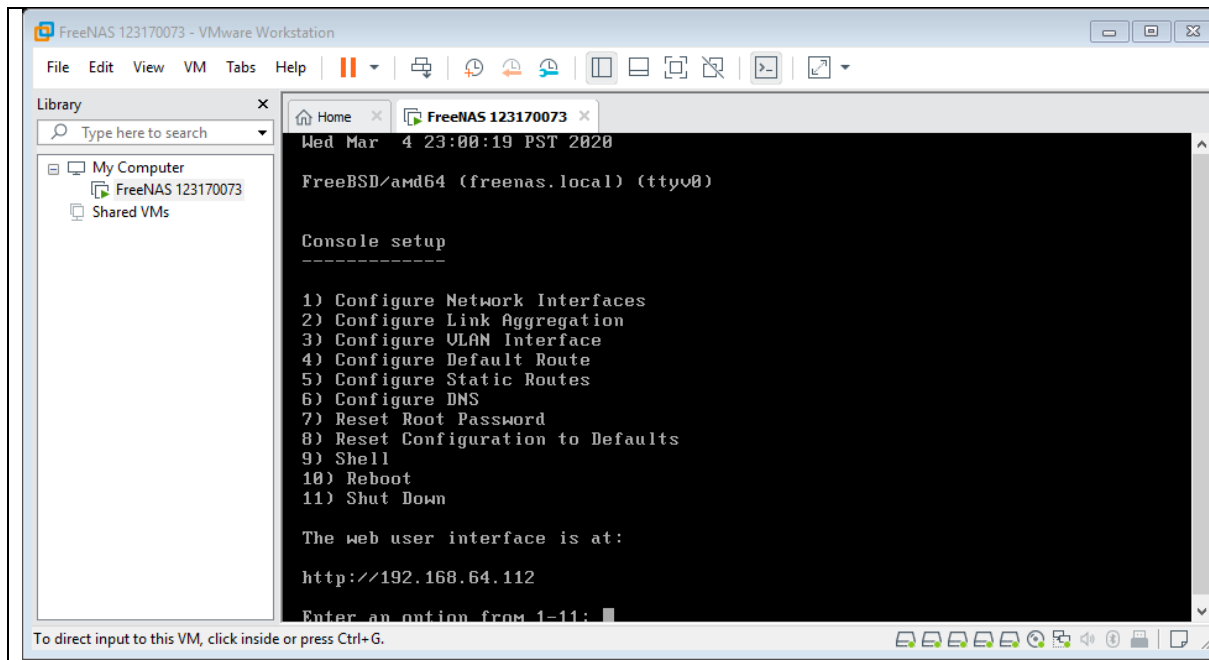 FreeNAS 123170073 - VMware Workstation
File Edit View VM Tabs Help
Library
Type here to search
My Computer
FreeNAS 123170073
Shared VMs
Home
FreeNAS 123170073
Wed Mar 4 23:00:19 PST 2020
FreeBSD/amd64 (freenas.local) (ttyv0)
Console setup
-------------
1) Configure Network Interfaces
2) Configure Link Aggregation
3) Configure VLAN Interface
4) Configure Default Route
5) Configure Static Routes
6) Configure DNS
7) Reset Root Password
8) Reset Configuration to Defaults
9) Shell
10) Reboot
11) Shut Down
The web user interface is at:
http://192.168.64.112
Enter an option from 1-11:
To direct input to this VM, click inside or press Ctrl+G.